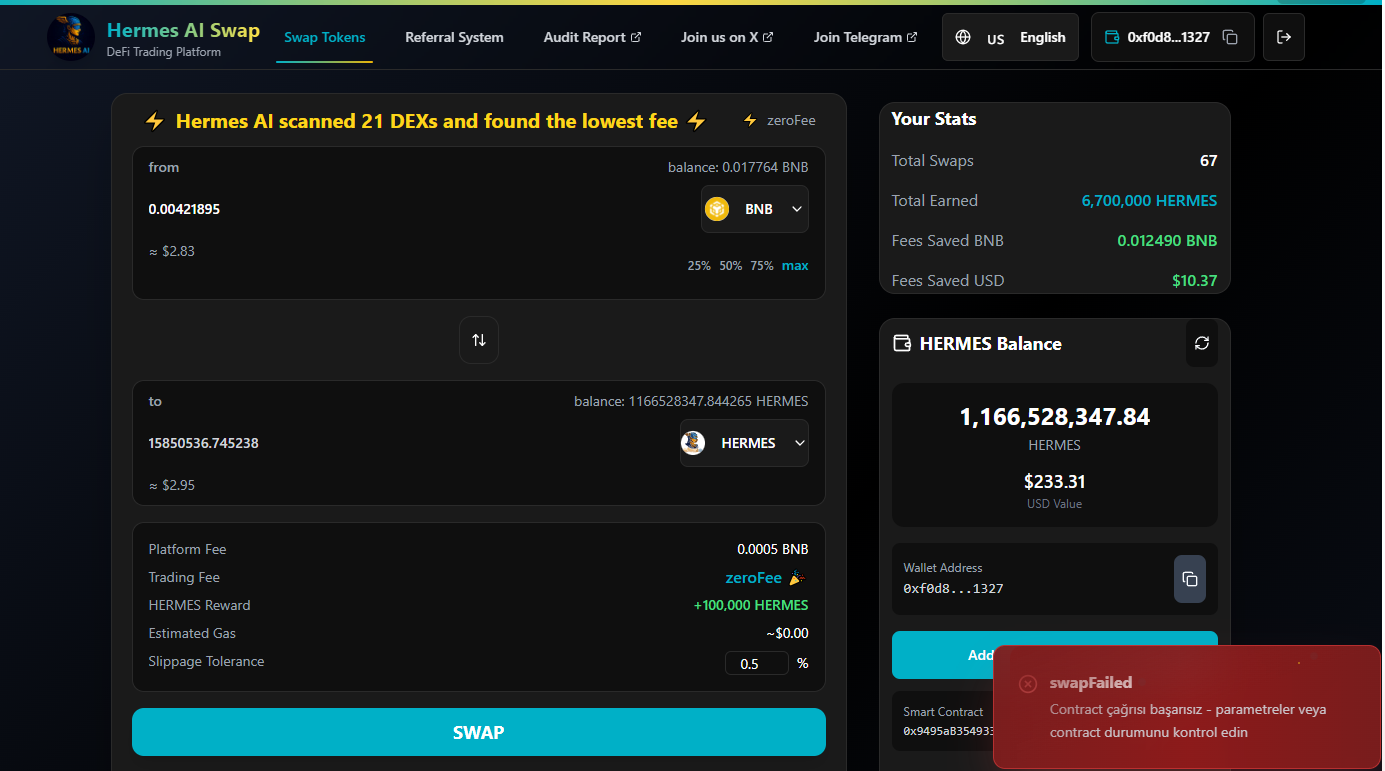 HERMES AI
Hermes AI Swap
DeFi Trading Platform
Swap Tokens
Referral System
Audit Report
Join us on X
Join Telegram
US English
0xf0d8...1327
Hermes AI scanned 21 DEXs and found the lowest fee
zeroFee
from
balance: 0.017764 BNB
0.00421895
BNB
≈ $2.83
25% 50% 75% max
to
balance: 1166528347.844265 HERMES
15850536.745238
HERMES
≈ $2.95
Platform Fee
0.0005 BNB
Trading Fee
zeroFee
HERMES Reward
+100,000 HERMES
Estimated Gas
~$0.00
Slippage Tolerance
0.5 %
SWAP
Your Stats
Total Swaps
67
Total Earned
6,700,000 HERMES
Fees Saved BNB
0.012490 BNB
Fees Saved USD
$10.37
HERMES Balance
1,166,528,347.84
HERMES
$233.31
USD Value
Wallet Address
0xf0d8...1327
Add
Smart Contract
0x9495aB354933
swapFailed
Contract çağrısı başarısız - parametreler veya
contract durumunu kontrol edin